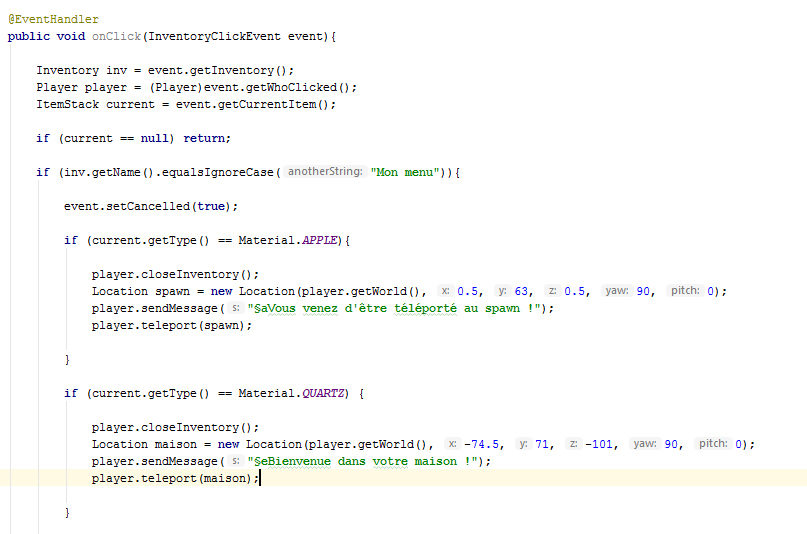 @EventHandler
public void onClick(InventoryClickEvent event){
Inventory inv = event.getInventory();
Player player = (Player)event.getWhoClicked();
ItemStack current = event.getCurrentItem();
if (current == null) return;
if (inv.getName().equalsIgnoreCase( anotherString: "Mon menu")){
event.setCancelled(true);
if (current.getType() == Material.APPLE){
player.closeInventory();
Location spawn = new Location(player.getWorld(), x: 0.5, y: 63, z: 0.5, yaw: 90, pitch: 0);
player.sendMessage( s: "§aVous venez d'être téléporté au spawn !");
player.teleport(spawn);
}
if (current.getType() == Material.QUARTZ) {
player.closeInventory();
Location maison = new Location(player.getWorld(), x: -74.5, y: 71, z: -101, yaw: 90, pitch: 0);
player.sendMessage( s: "§eBienvenue dans votre maison !");
player.teleport(maison);
}